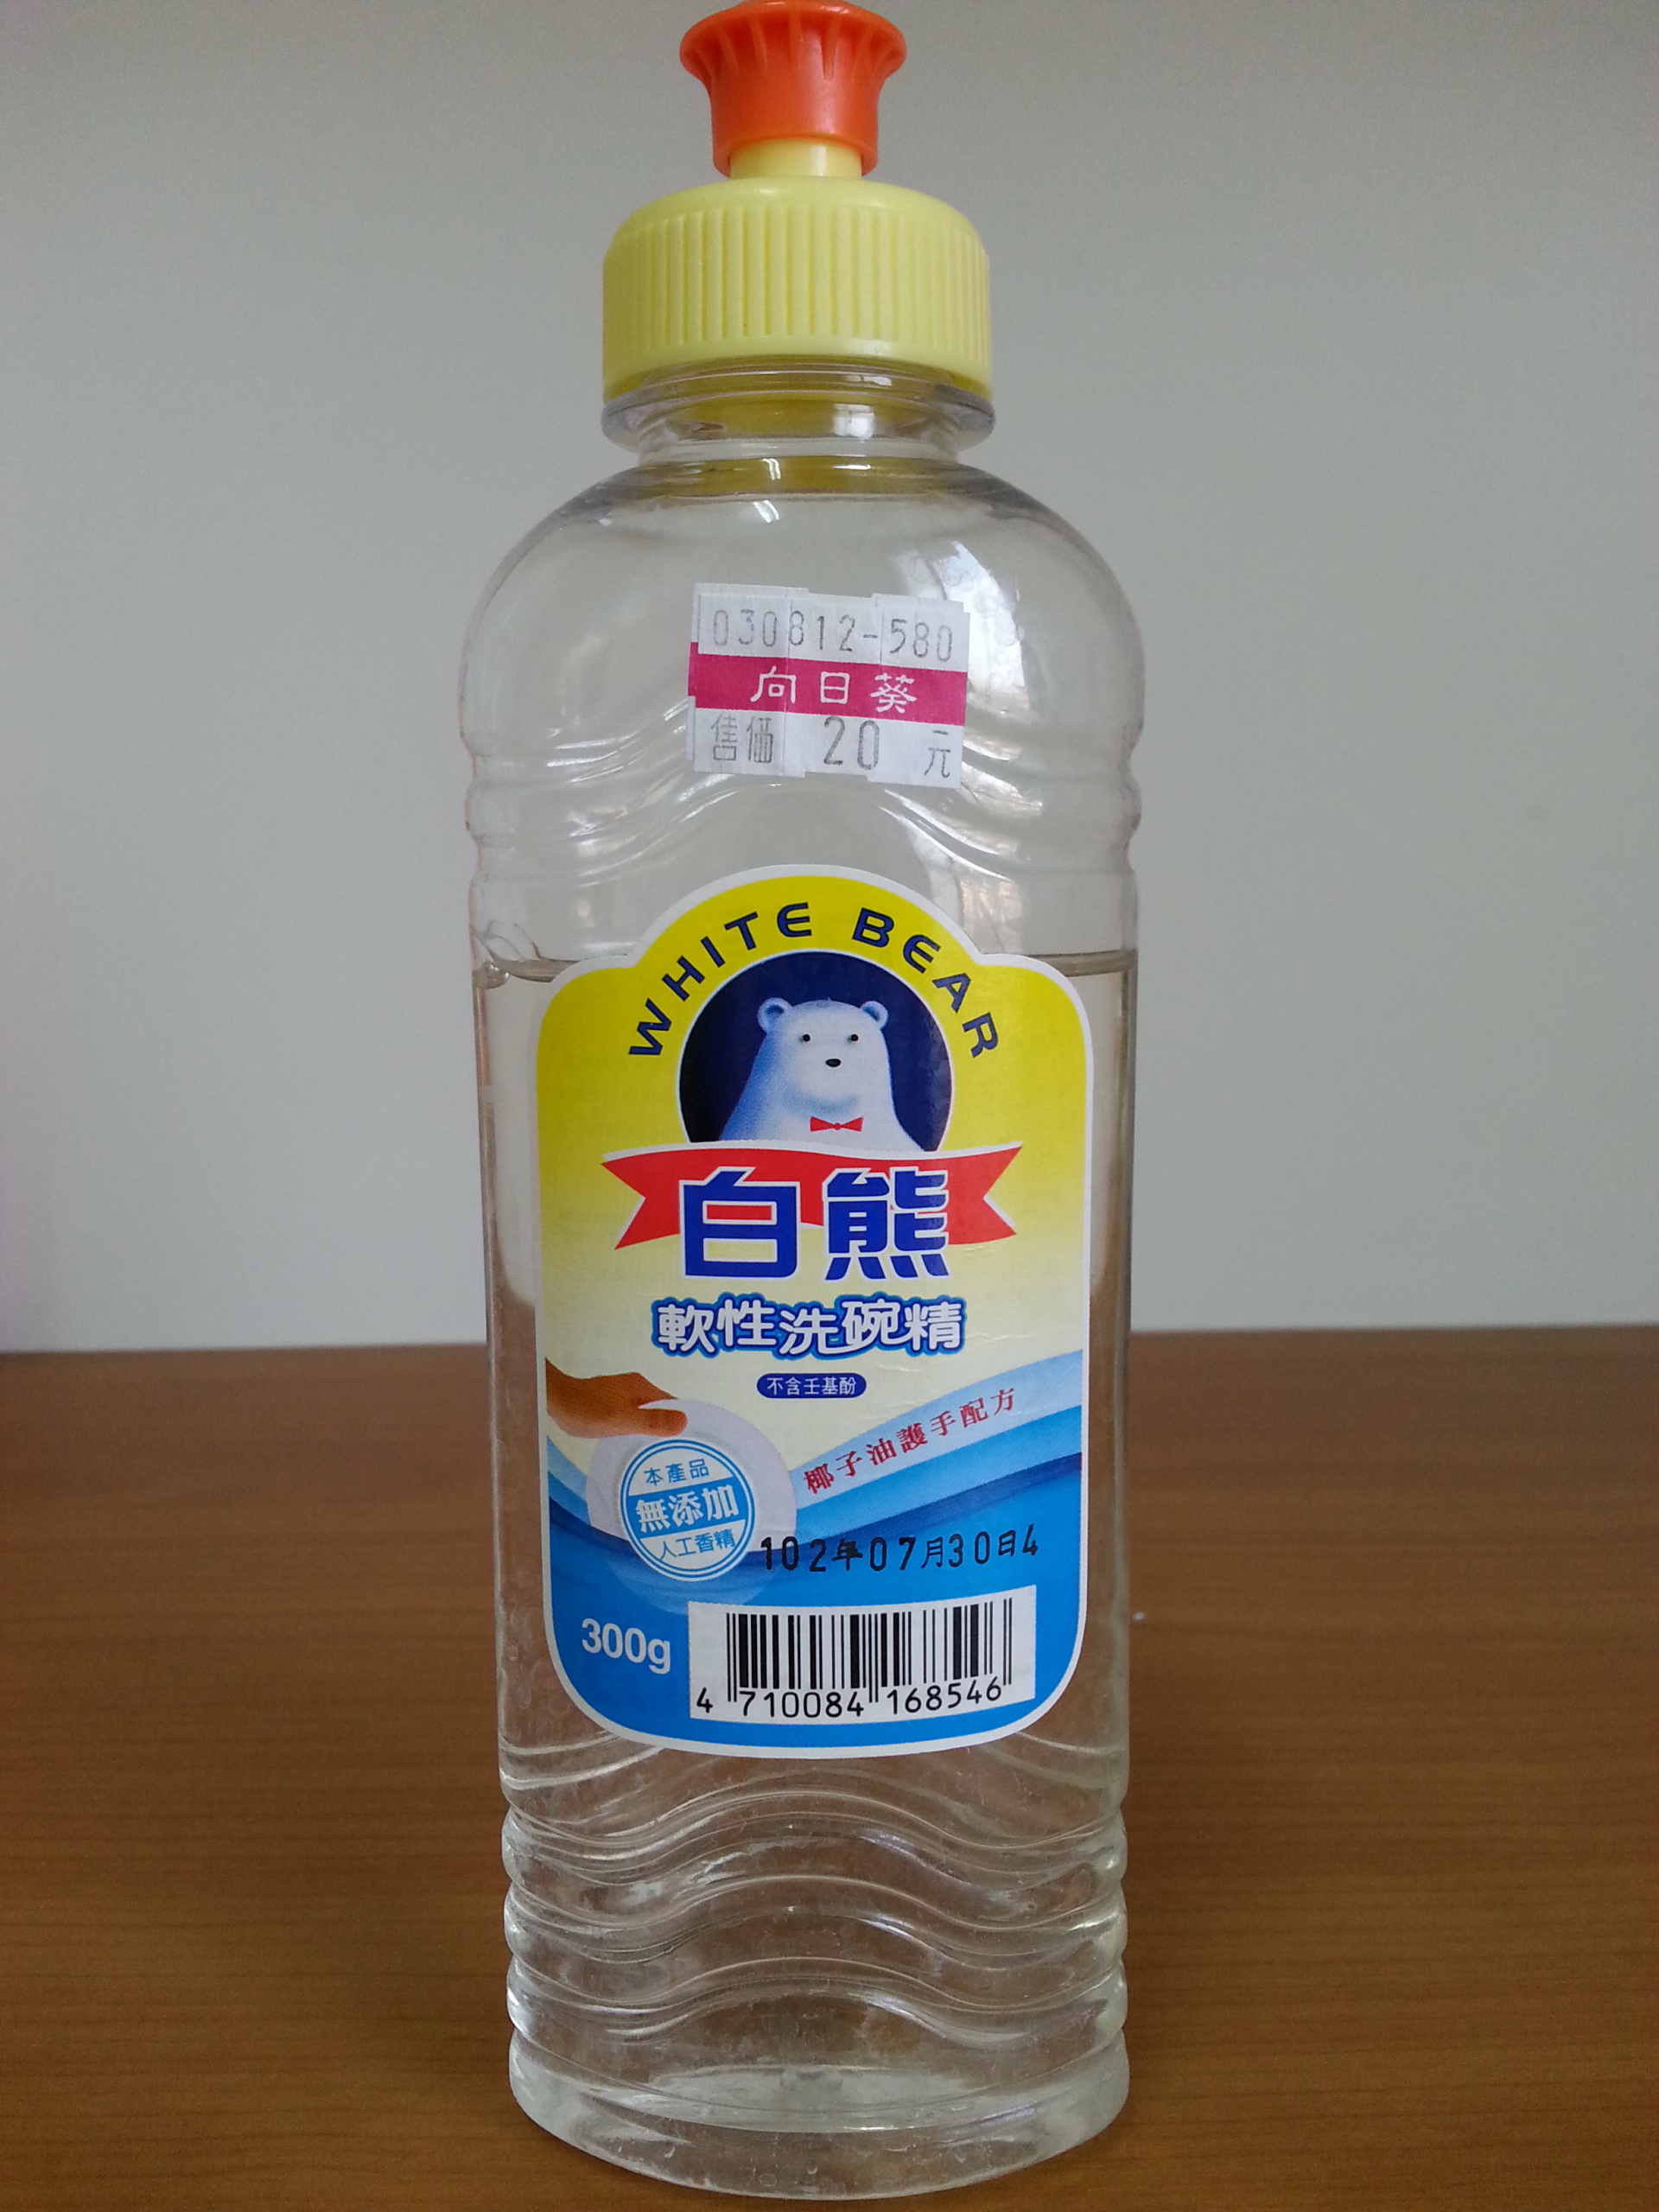 030812-580
向日葵
售価 20 元
WHITE BEAR
白熊
軟性洗碗精
不含壬基酚
椰子油護手配方
本產品
無添加
人工香精
102年07月30日4
300g
4 710084 168546